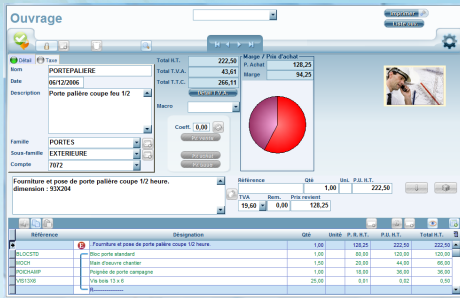 Ouvrage
Imprimer
Détail Taxe
Nom PORTEPALIERE
Date 06/12/2006
Description Porte palière coupe feu 1/2
Famille PORTES
Sous-famille EXTERIEURE
Compte 7072
Total H.T. 222,50
Total T.V.A. 43,61
Total T.T.C. 266,11
Détail T.V.A.
Macro
Coeff. 0,00
Marge / Prix d'achat
P. Achat 128,25
Marge 94,25
Fourniture et pose de porte palière coupe 1/2 heure.
dimension : 93X204
Référence Qté Uni. P.U. H.T.
1,00 222,50
TVA Rem. Prix revient
19,60 0,00 128,25
Référence Désignation Qté Unité P. R. H.T. P.U. H.T. Total H.T.
E .Fourniture et pose de porte palière coupe 1/2 heure. 1,00 128,25 222,50 222,50
BLOCSTD Bloc porte standard 1,00 80,00 120,00 120,00
MOCH Main d'oeuvre chantier 1,50 20,00 44,00 66,00
POICHAMP Poignée de porte campagne 1,00 18,00 36,00 36,00
VIS13X6 Vis bois 13 x 6 25,00 0,01 0,02 0,50